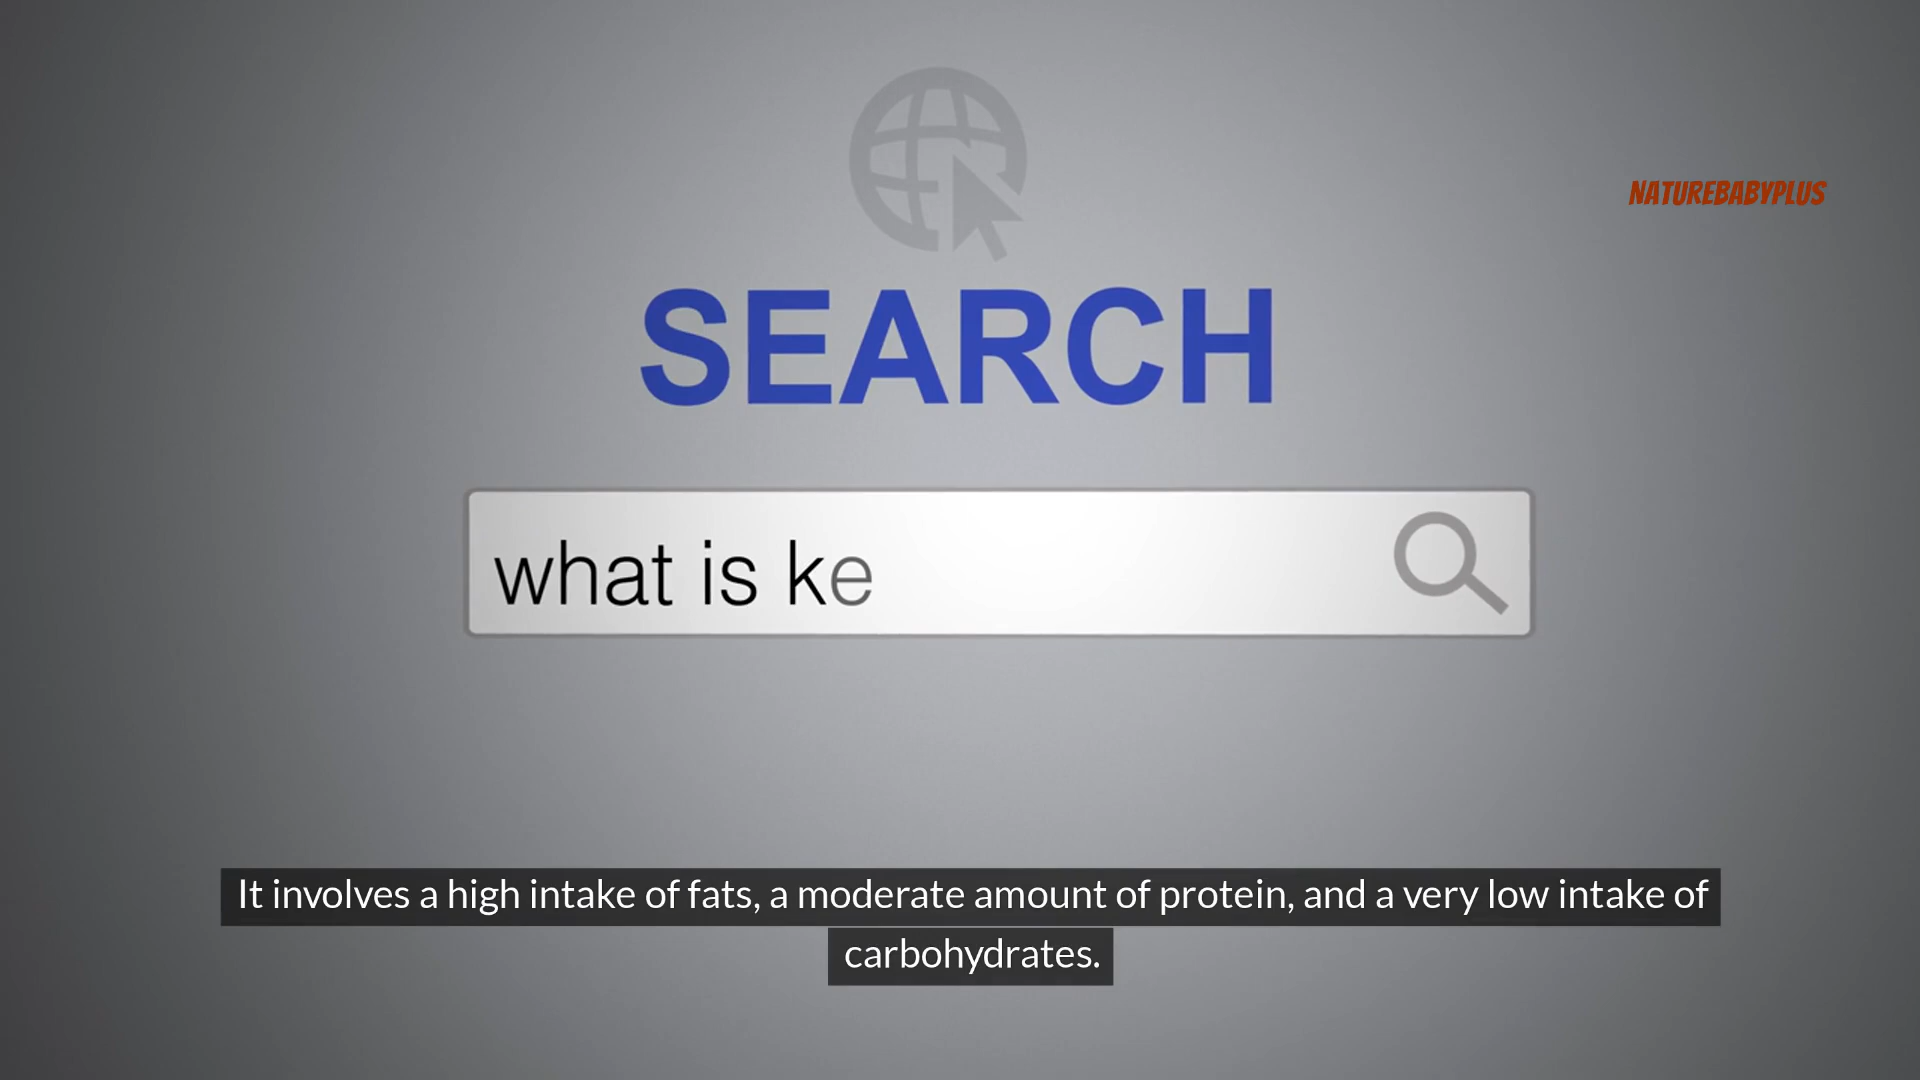 NATUREBABYPLUS
SEARCH
what is ke
It involves a high intake of fats, a moderate amount of protein, and a very low intake of
carbohydrates.